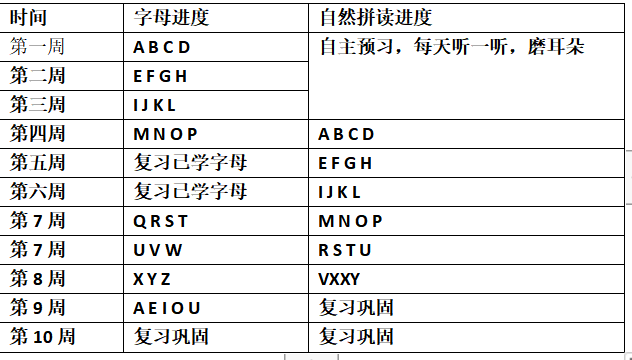 时间 字母进度 自然拼读进度
第一周 A B C D 自主预习，每天听一听，磨耳朵
第二周 E F G H
第三周 I J K L
第四周 M N O P A B C D
第五周 复习已学字母 E F G H
第六周 复习已学字母 I J K L
第 7 周 Q R S T M N O P
第 7 周 U V W R S T U
第 8 周 X Y Z VXXY
第 9 周 A E I O U 复习巩固
第 10 周 复习巩固 复习巩固